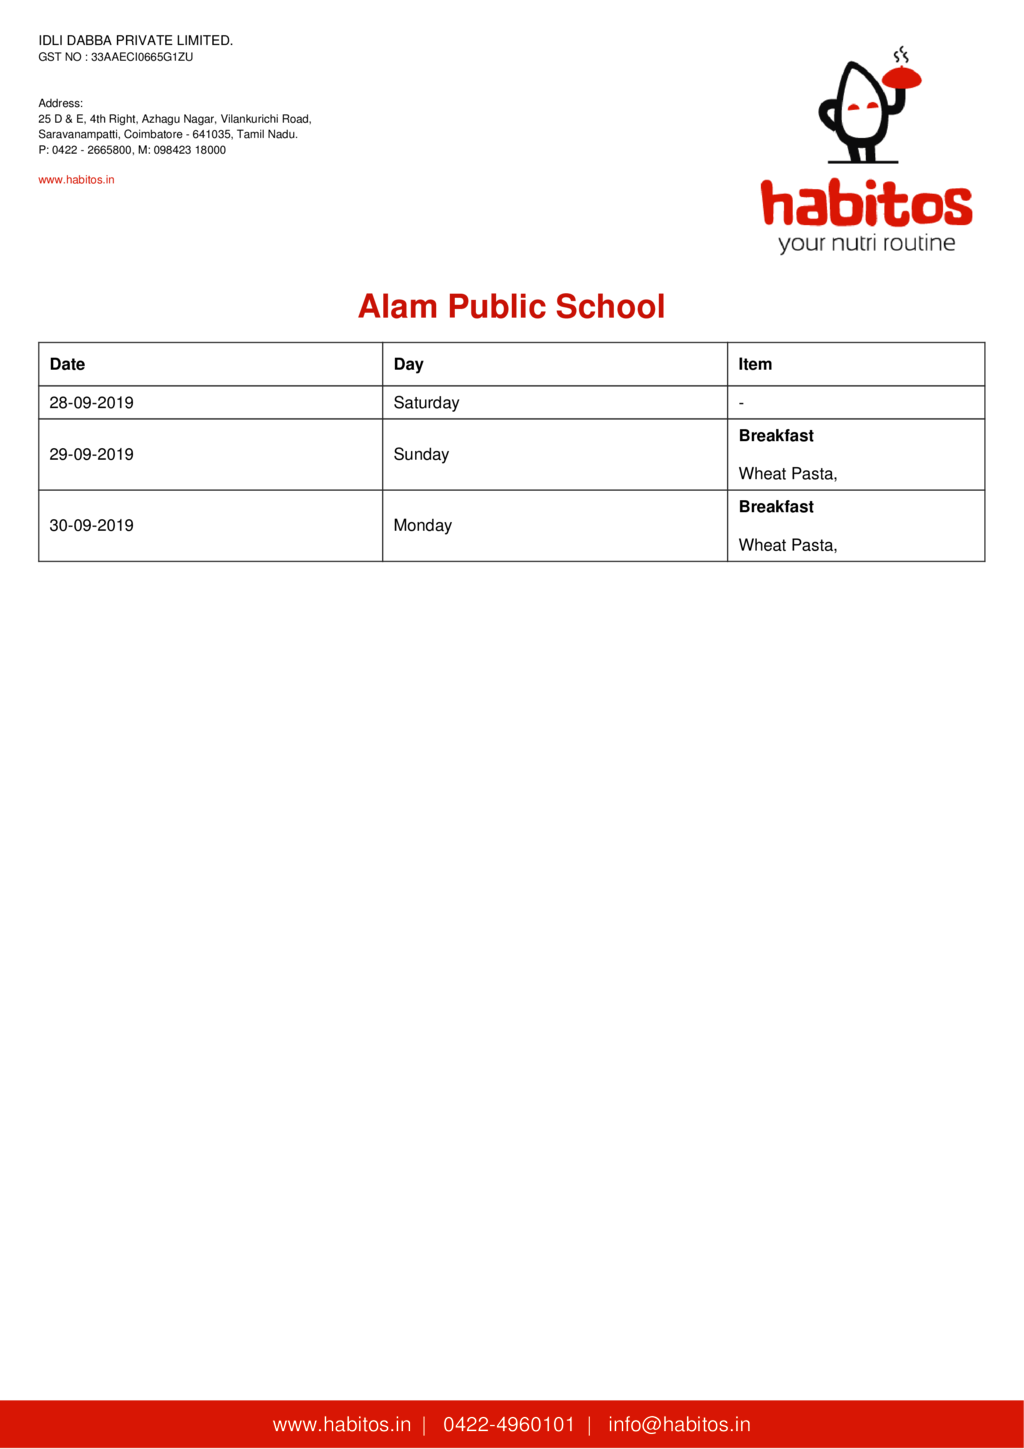 IDLI DABBA PRIVATE LIMITED.
GST NO : 33AAECI0665G1ZU
Address:
25 D & E, 4th Right, Azhagu Nagar, Vilankurichi Road,
Saravanampatti, Coimbatore - 641035, Tamil Nadu.
P: 0422 - 2665800, M: 098423 18000
www.habitos.in
habitos
your nutri routine
Alam Public School
Date Day Item
28-09-2019 Saturday -
29-09-2019 Sunday Breakfast
Wheat Pasta,
30-09-2019 Monday Breakfast
Wheat Pasta,
www.habitos.in | 0422-4960101 | info@habitos.in